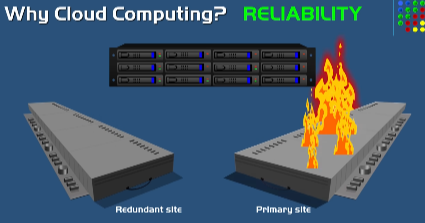 Why Cloud Computing? RELIABILITY
Redundant site Primary site